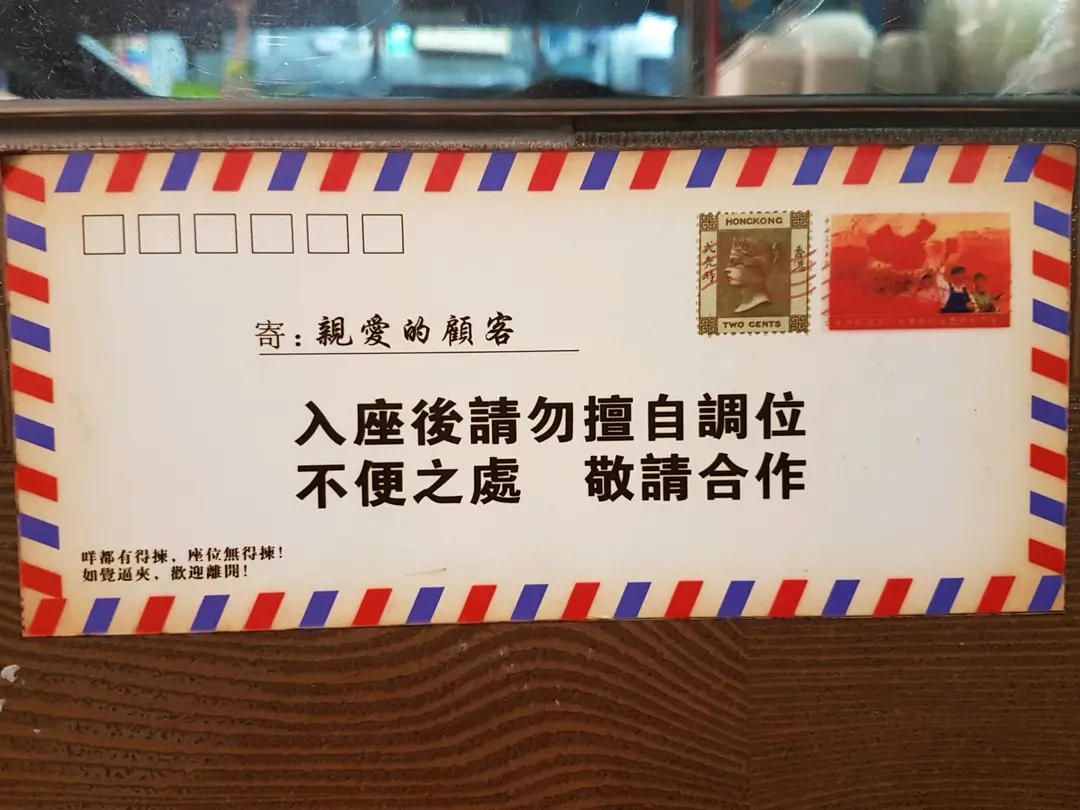 HONGKONG
香港
TWO CENTS
寄：親愛的顧客
入座後請勿擅自調位
不便之處 敬請合作
咩都有得揀，座位無得揀！
如覺逼夾，歡迎離開！